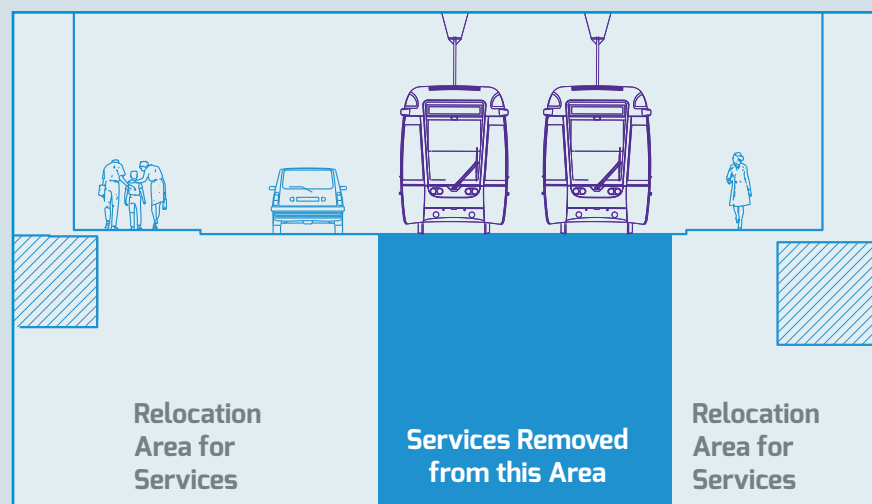 Relocation
Area for
Services
Services Removed
from this Area
Relocation
Area for
Services